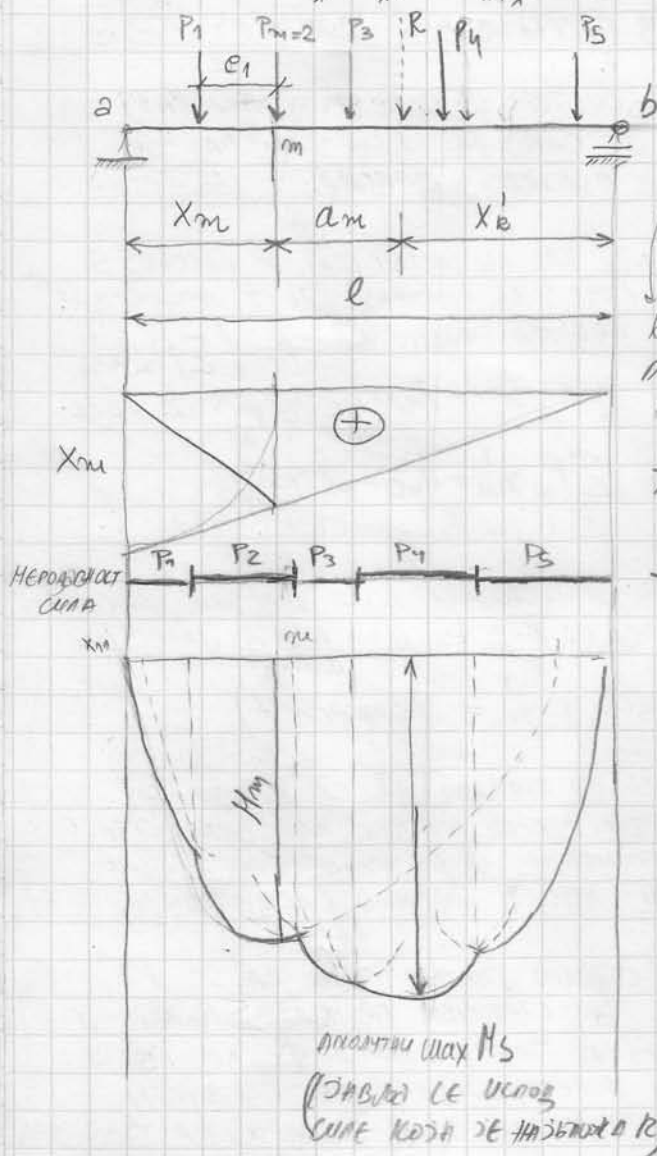 P1 Pm=2 P3 R P4 P5
e1
a b
m
Xm am X'k
l
Xm +
P1 P2 P3 P4 P5
МЕРОДАВНОСТ
СИЛА
xm m
Mm
АПСОЛУТНИ max Ms
(ЈАВЉА СЕ ИСПОД
СИЛЕ КОЈА ЈЕ НАЈБЛИЖА R)